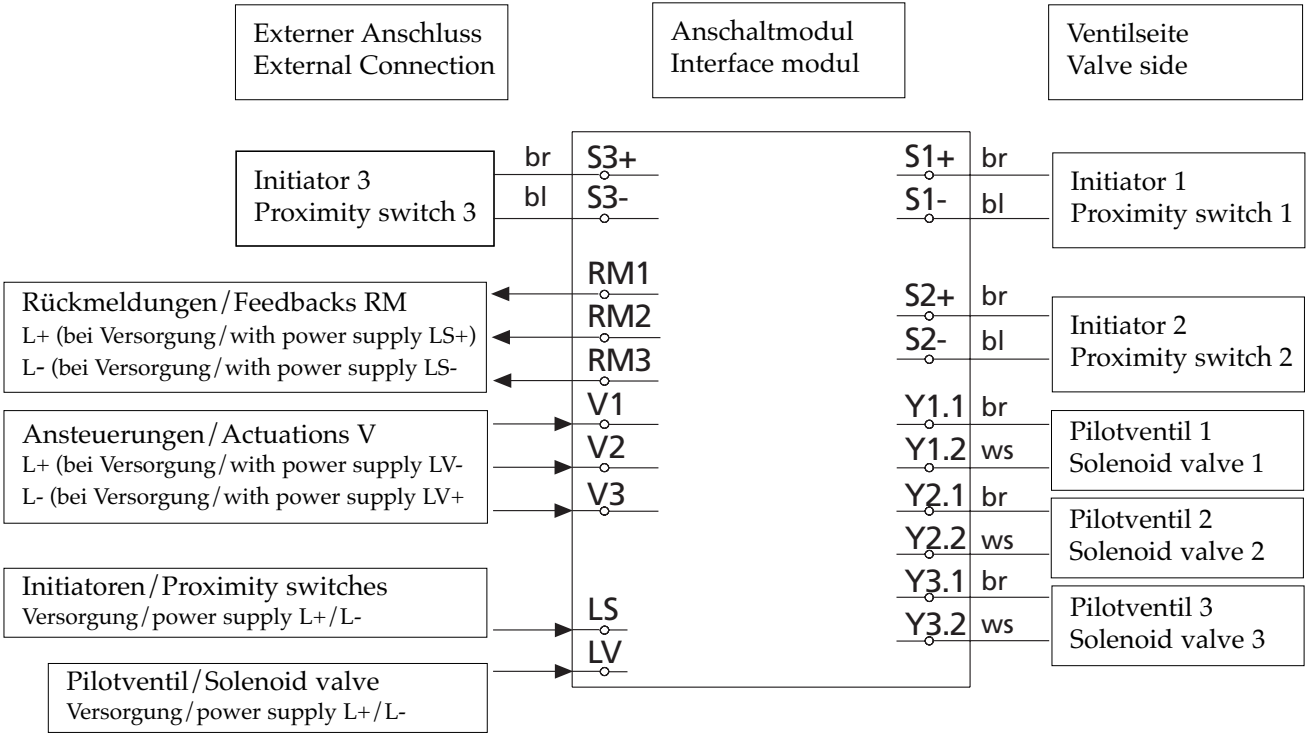 Externer Anschluss
External Connection
Anschaltmodul
Interface modul
Ventilseite
Valve side
Initiator 3
Proximity switch 3
br
bl
S3+
S3-
Rückmeldungen/Feedbacks RM
L+ (bei Versorgung/with power supply LS+)
L- (bei Versorgung/with power supply LS-
RM1
RM2
RM3
Ansteuerungen/Actuations V
L+ (bei Versorgung/with power supply LV-
L- (bei Versorgung/with power supply LV+
V1
V2
V3
Initiatoren/Proximity switches
Versorgung/power supply L+/L-
LS
Pilotventil/Solenoid valve
Versorgung/power supply L+/L-
LV
S1+ br
S1- bl
Initiator 1
Proximity switch 1
S2+ br
S2- bl
Initiator 2
Proximity switch 2
Y1.1 br
Y1.2 ws
Pilotventil 1
Solenoid valve 1
Y2.1 br
Y2.2 ws
Pilotventil 2
Solenoid valve 2
Y3.1 br
Y3.2 ws
Pilotventil 3
Solenoid valve 3